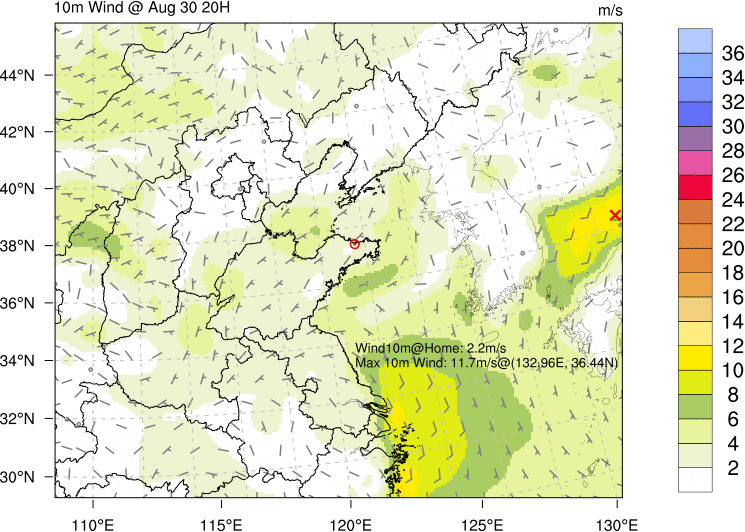 10m Wind @ Aug 30 20H
m/s
44°N
42°N
40°N
38°N
36°N
34°N
32°N
30°N
110°E
115°E
120°E
125°E
130°E
Wind10m@Home: 2.2m/s
Max 10m Wind: 11.7m/s@(132.96E, 36.44N)
36
34
32
30
28
26
24
22
20
18
16
14
12
10
8
6
4
2